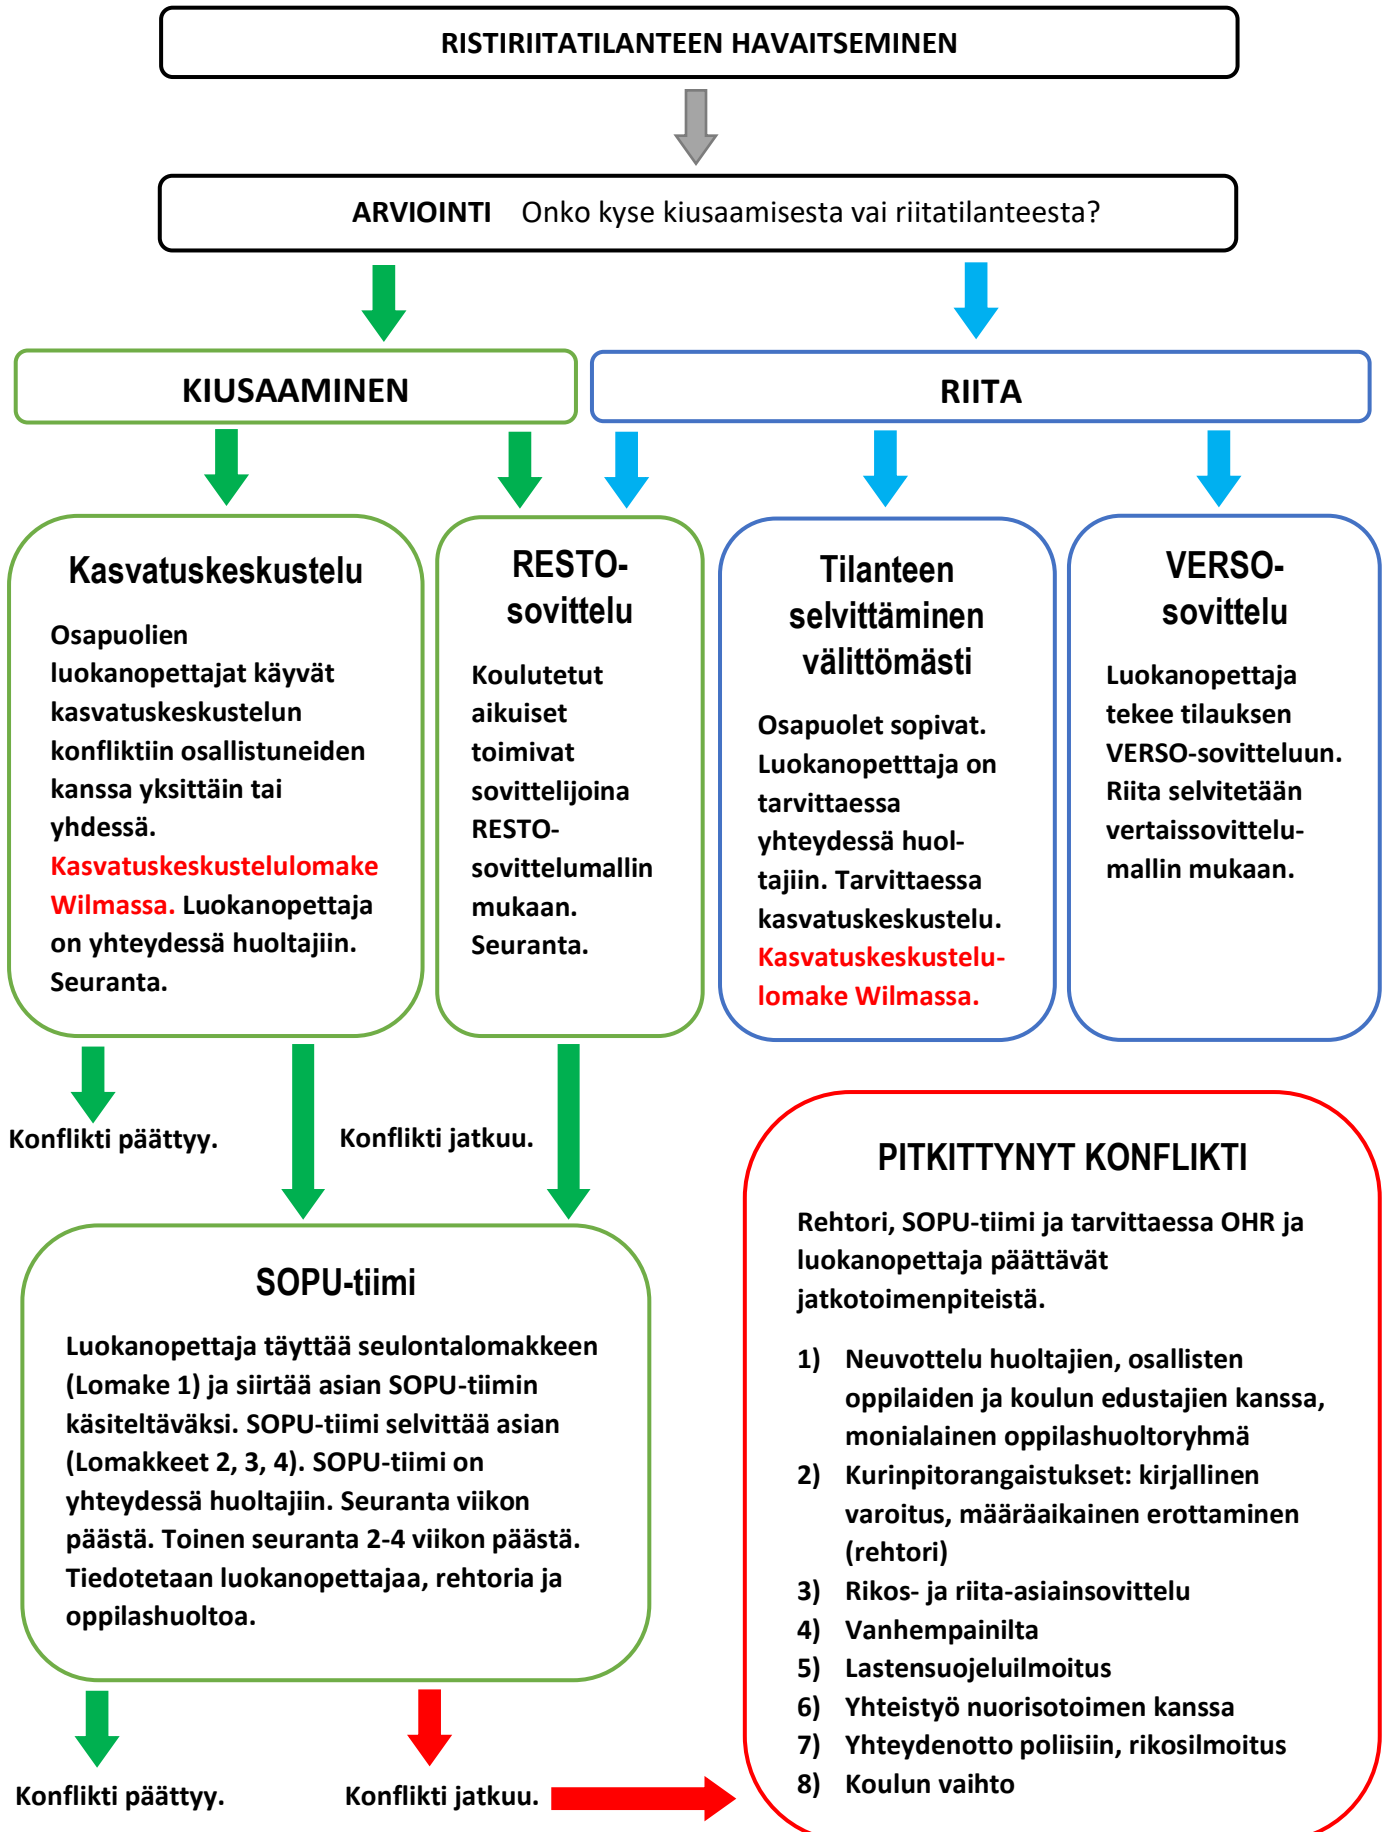 RISTIRIITATILANTEEN HAVAITSEMINEN
ARVIOINTI Onko kyse kiusaamisesta vai riitatilanteesta?
KIUSAAMINEN
RIITA
Kasvatuskeskustelu
Osapuolien
luokanopettajat käyvät
kasvatuskeskustelun
konfliktiin osallistuneiden
kanssa yksittäin tai
yhdessä.
Kasvatuskeskustelulomake
Wilmassa. Luokanopettaja
on yhteydessä huoltajiin.
Seuranta.
RESTO-
sovittelu
Koulutetut
aikuiset
toimivat
sovittelijoina
RESTO-
sovittelumallin
mukaan.
Seuranta.
Tilanteen
selvittäminen
välittömästi
Osapuolet sopivat.
Luokanopetttaja on
tarvittaessa
yhteydessä huol-
tajiin. Tarvittaessa
kasvatuskeskustelu.
Kasvatuskeskustelu-
lomake Wilmassa.
VERSO-
sovittelu
Luokanopettaja
tekee tilauksen
VERSO-sovitteluun.
Riita selvitetään
vertaissovittelu-
mallin mukaan.
Konflikti päättyy.
Konflikti jatkuu.
SOPU-tiimi
Luokanopettaja täyttää seulontalomakkeen
(Lomake 1) ja siirtää asian SOPU-tiimin
käsiteltäväksi. SOPU-tiimi selvittää asian
(Lomakkeet 2, 3, 4). SOPU-tiimi on
yhteydessä huoltajiin. Seuranta viikon
päästä. Toinen seuranta 2-4 viikon päästä.
Tiedotetaan luokanopettajaa, rehtoria ja
oppilashuoltoa.
Konflikti päättyy.
Konflikti jatkuu.
PITKITTYNYT KONFLIKTI
Rehtori, SOPU-tiimi ja tarvittaessa OHR ja
luokanopettaja päättävät
jatkotoimenpiteistä.
1) Neuvottelu huoltajien, osallisten
oppilaiden ja koulun edustajien kanssa,
monialainen oppilashuoltoryhmä
2) Kurinpitorangaistukset: kirjallinen
varoitus, määräaikainen erottaminen
(rehtori)
3) Rikos- ja riita-asiainsovittelu
4) Vanhempainilta
5) Lastensuojeluilmoitus
6) Yhteistyö nuorisotoimen kanssa
7) Yhteydenotto poliisiin, rikosilmoitus
8) Koulun vaihto